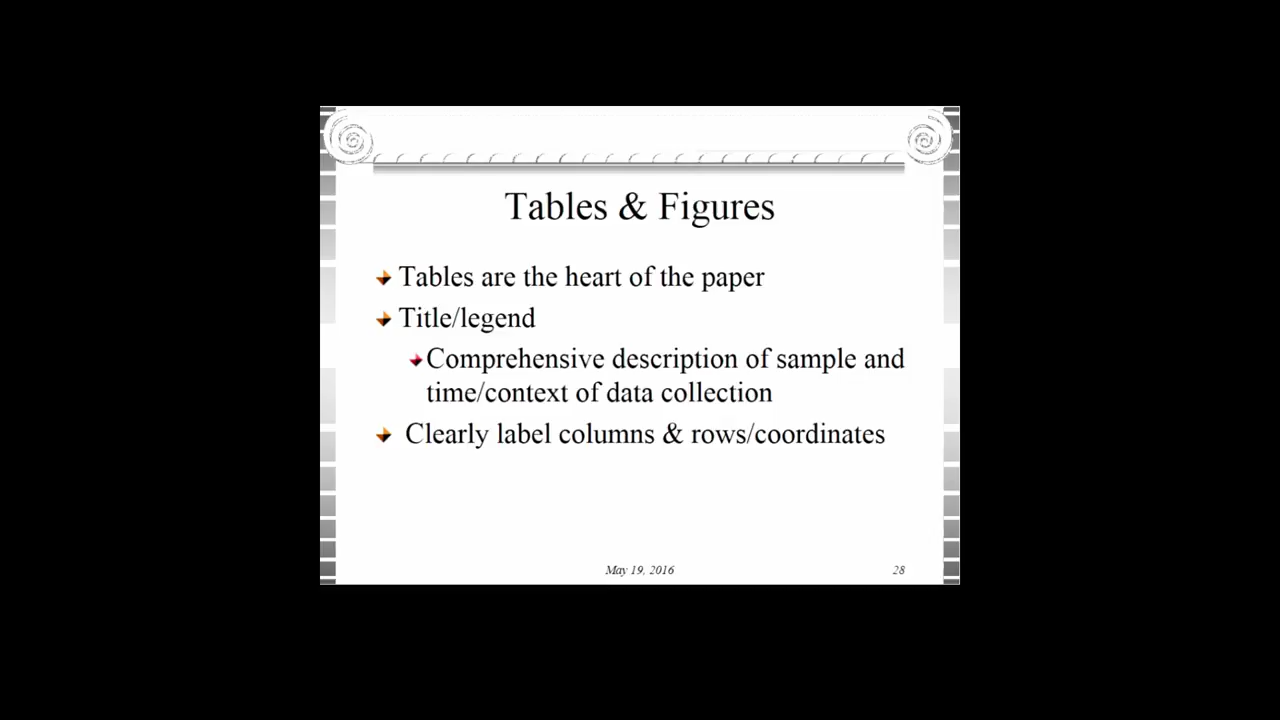 Tables & Figures
Tables are the heart of the paper
Title/legend
Comprehensive description of sample and
time/context of data collection
Clearly label columns & rows/coordinates
May 19, 2016
28